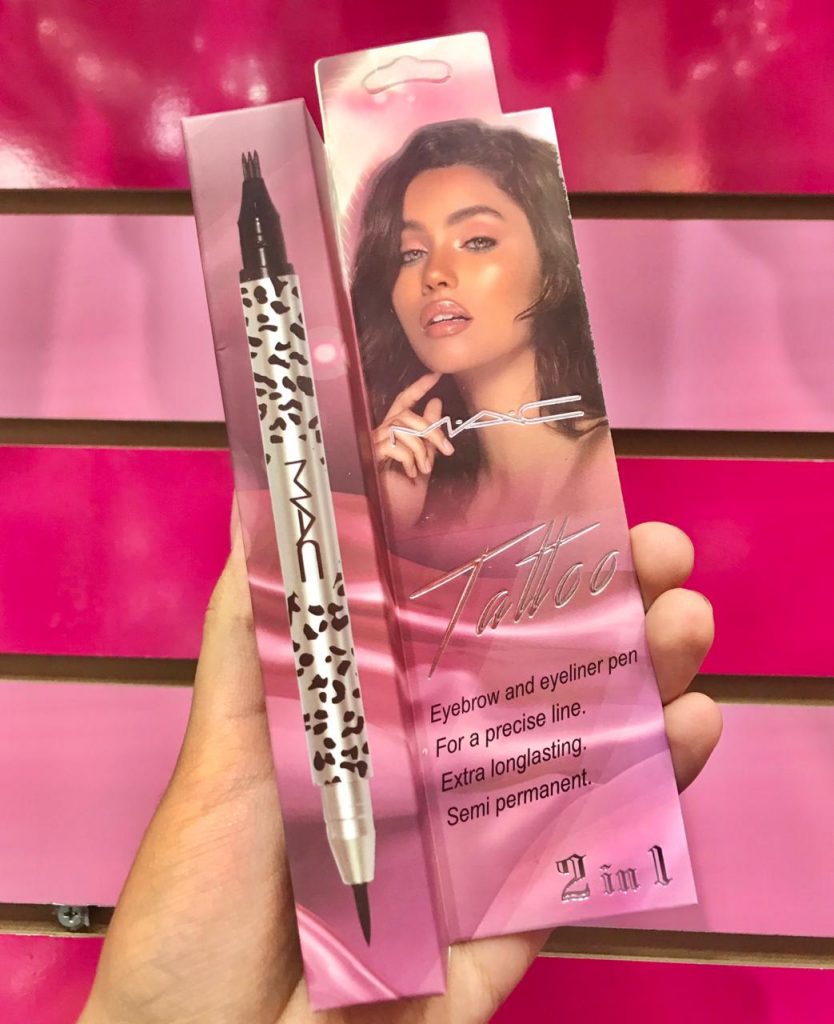 MAC
M·A·C
Tattoo
Eyebrow and eyeliner pen
For a precise line.
Extra longlasting.
Semi permanent.
2 in 1